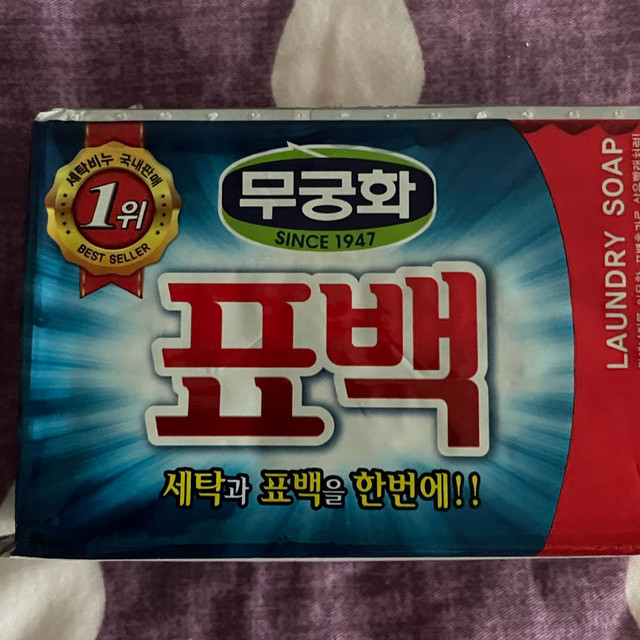 세탁비누 국내판매
1위
BEST SELLER
무궁화
SINCE 1947
표백
세탁과 표백을 한번에!!
LAUNDRY SOAP